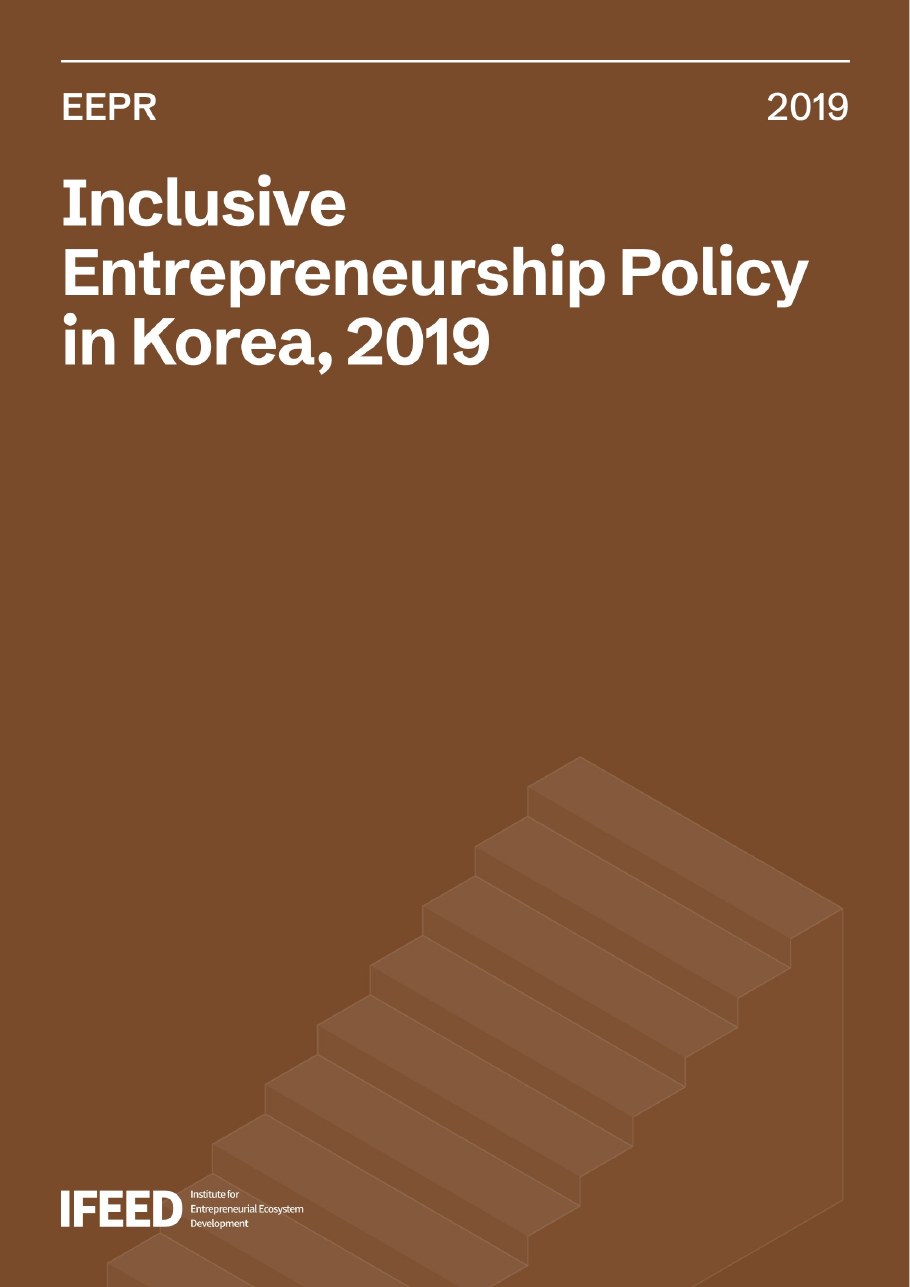 EEPR 2019
Inclusive
Entrepreneurship Policy
in Korea, 2019
IFEED
Institute for
Entrepreneurial Ecosystem
Development